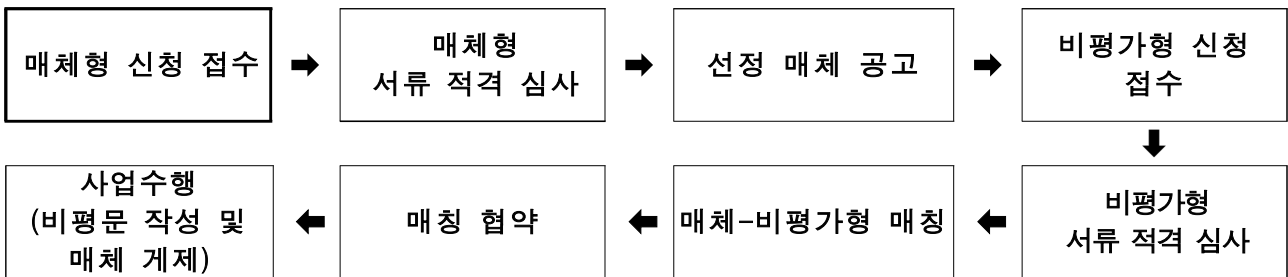 매체형 신청 접수
매체형
서류 적격 심사
선정 매체 공고
비평가형 신청
접수
비평가형
서류 적격 심사
매체-비평가형 매칭
매칭 협약
사업수행
(비평문 작성 및
매체 게제)